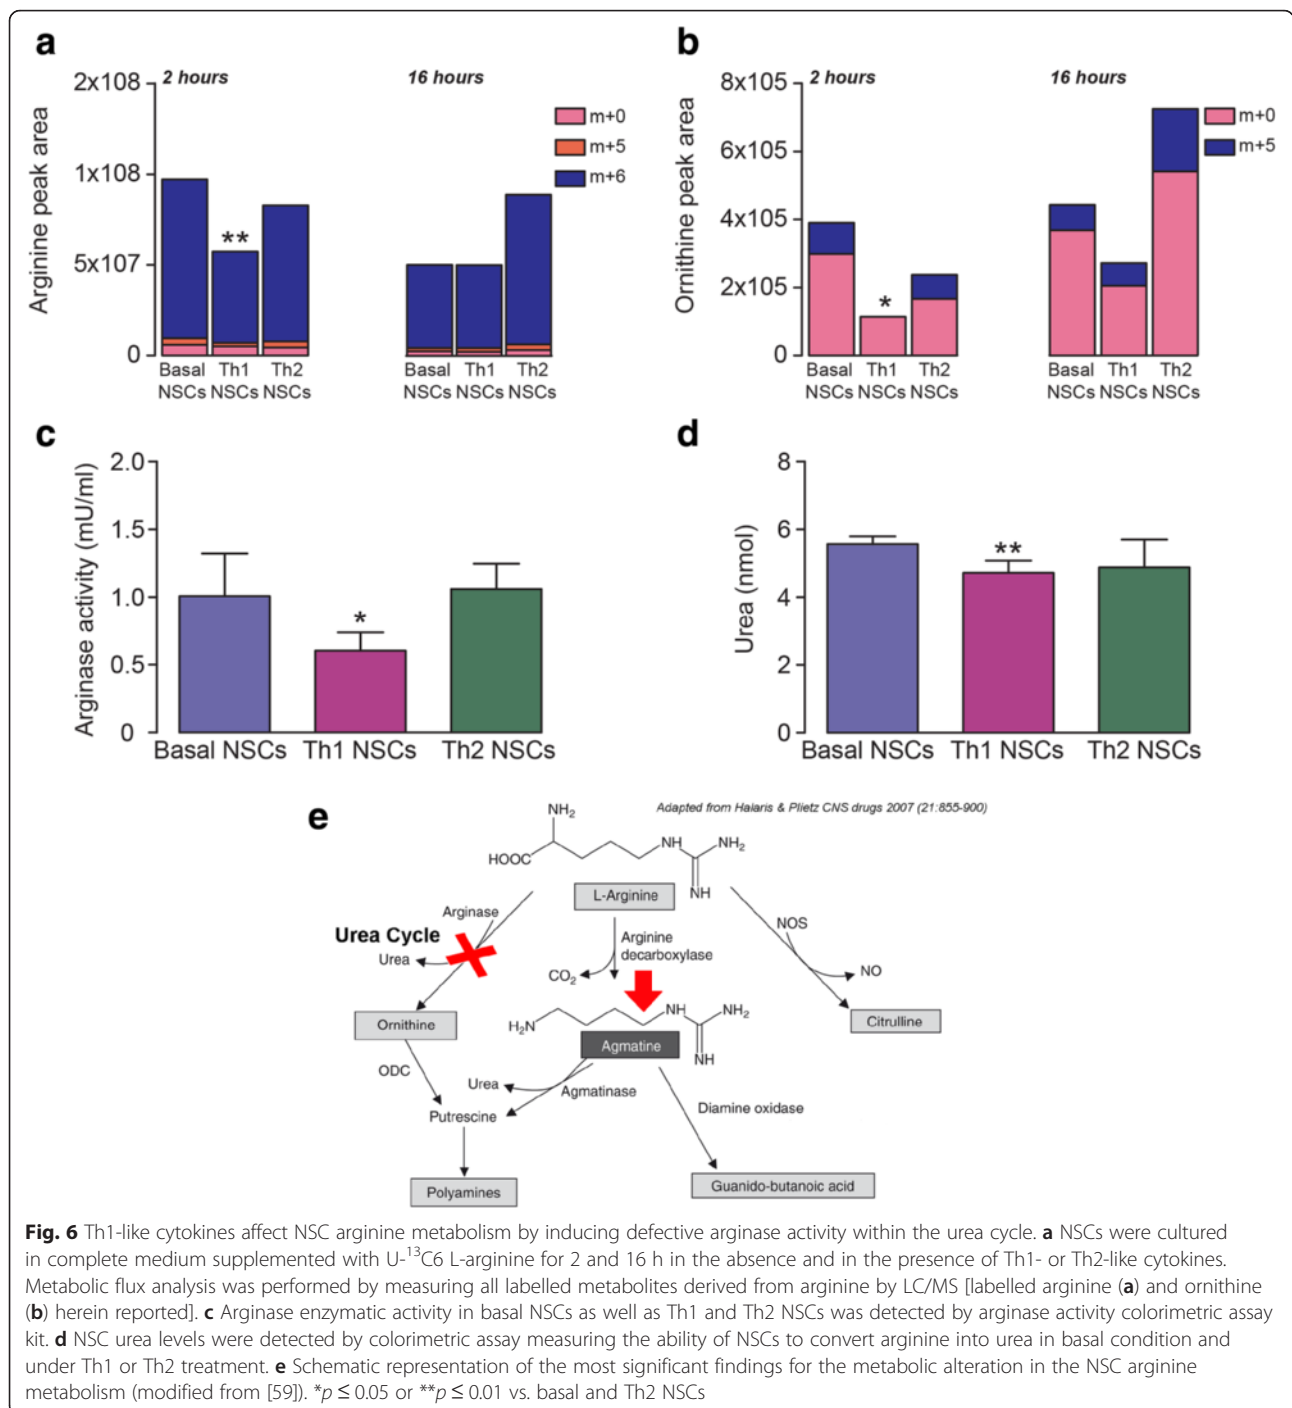 a
2 hours
16 hours
2x108
1x108
5x107
0
Arginine peak area
m+0
m+5
m+6
**
Basal Th1 Th2
NSCs NSCs NSCs
Basal Th1 Th2
NSCs NSCs NSCs
b
2 hours
16 hours
8x105
6x105
4x105
2x105
0
Ornithine peak area
m+0
m+5
*
Basal Th1 Th2
NSCs NSCs NSCs
Basal Th1 Th2
NSCs NSCs NSCs
c
2.0
1.5
1.0
0.5
0
Arginase activity (mU/ml)
*
Basal NSCs Th1 NSCs Th2 NSCs
d
8
6
4
2
0
Urea (nmol)
**
Basal NSCs Th1 NSCs Th2 NSCs
e
Adapted from Halaris & Plietz CNS drugs 2007 (21:855-900)
NH2
HOOC
NH
NH2
NH
L-Arginine
Arginase
Urea Cycle
Urea
Arginine
decarboxylase
CO2
NOS
NO
Ornithine
H2N
NH
NH2
NH
Agmatine
Citrulline
ODC
Urea
Agmatinase
Putrescine
Diamine oxidase
Polyamines
Guanido-butanoic acid
Fig. 6 Th1-like cytokines affect NSC arginine metabolism by inducing defective arginase activity within the urea cycle. a NSCs were cultured
in complete medium supplemented with U-¹³C6 L-arginine for 2 and 16 h in the absence and in the presence of Th1- or Th2-like cytokines.
Metabolic flux analysis was performed by measuring all labelled metabolites derived from arginine by LC/MS [labelled arginine (a) and ornithine
(b) herein reported]. c Arginase enzymatic activity in basal NSCs as well as Th1 and Th2 NSCs was detected by arginase activity colorimetric assay
kit. d NSC urea levels were detected by colorimetric assay measuring the ability of NSCs to convert arginine into urea in basal condition and
under Th1 or Th2 treatment. e Schematic representation of the most significant findings for the metabolic alteration in the NSC arginine
metabolism (modified from [59]). *p ≤ 0.05 or **p ≤ 0.01 vs. basal and Th2 NSCs